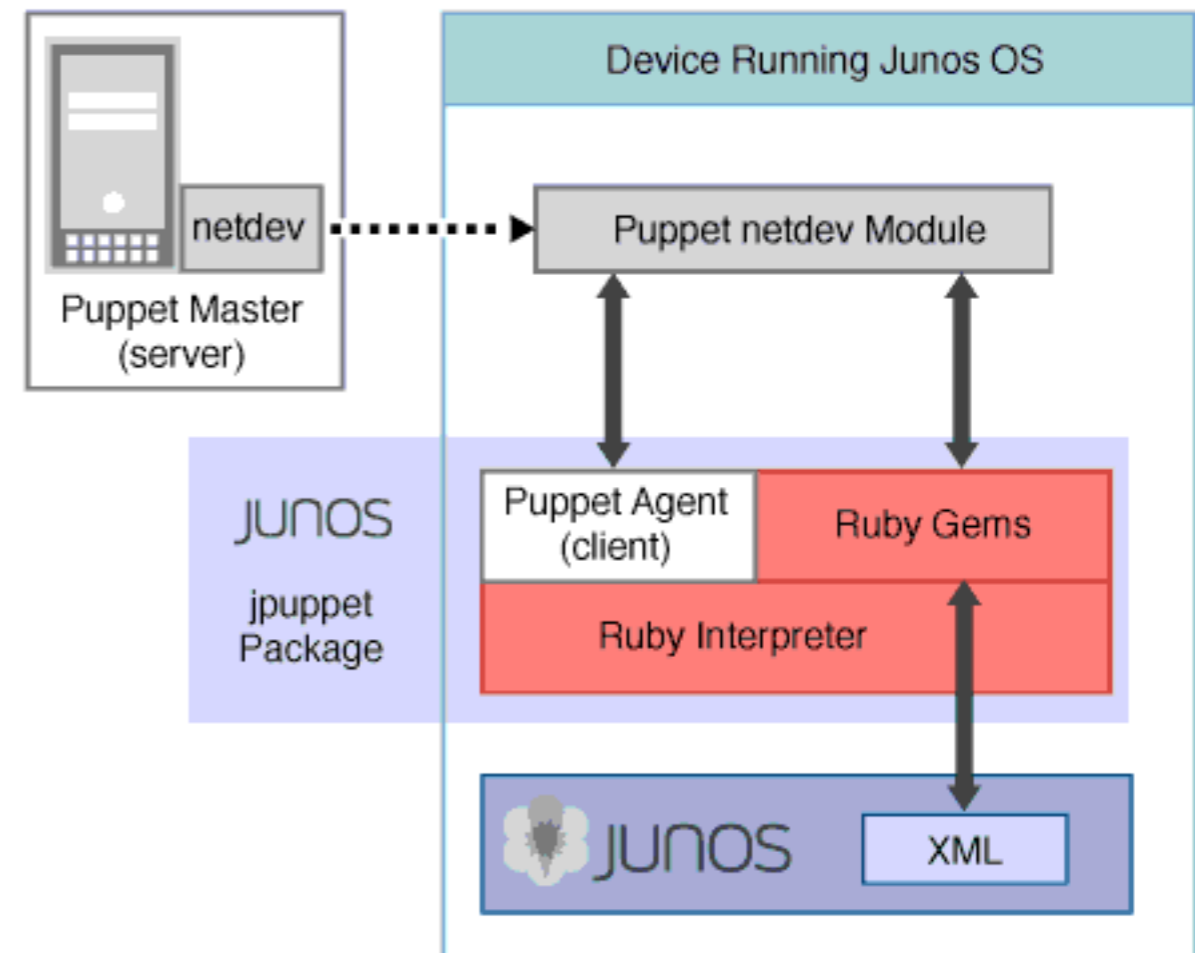 Device Running Junos OS
netdev
Puppet Master
(server)
Puppet netdev Module
JUNOS
jpuppet
Package
Puppet Agent
(client)
Ruby Gems
Ruby Interpreter
JUNOS
XML